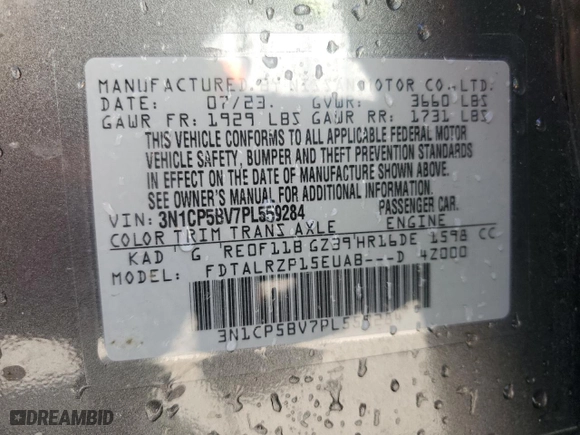 MANUFACTURED BY NISSAN MOTOR CO., LTD.
DATE: 07/23. GVWR: 3660 LBS
GAWR FR: 1929 LBS GAWR RR: 1731 LBS
THIS VEHICLE CONFORMS TO ALL APPLICABLE FEDERAL MOTOR
VEHICLE SAFETY, BUMPER AND THEFT PREVENTION STANDARDS
IN EFFECT ON THE DATE OF MANUFACTURE SHOWN ABOVE.
SEE OWNER'S MANUAL FOR ADDITIONAL INFORMATION.
VIN: 3N1CP5BV7PL559284 PASSENGER CAR.
COLOR TRIM TRANS AXLE ENGINE
KAD G RE0F11B GZ39 HR16DE 1598 CC
MODEL: FDTALRZP15EUAB---D 42000
3N1CP5BV7PL559284
DREAMBID